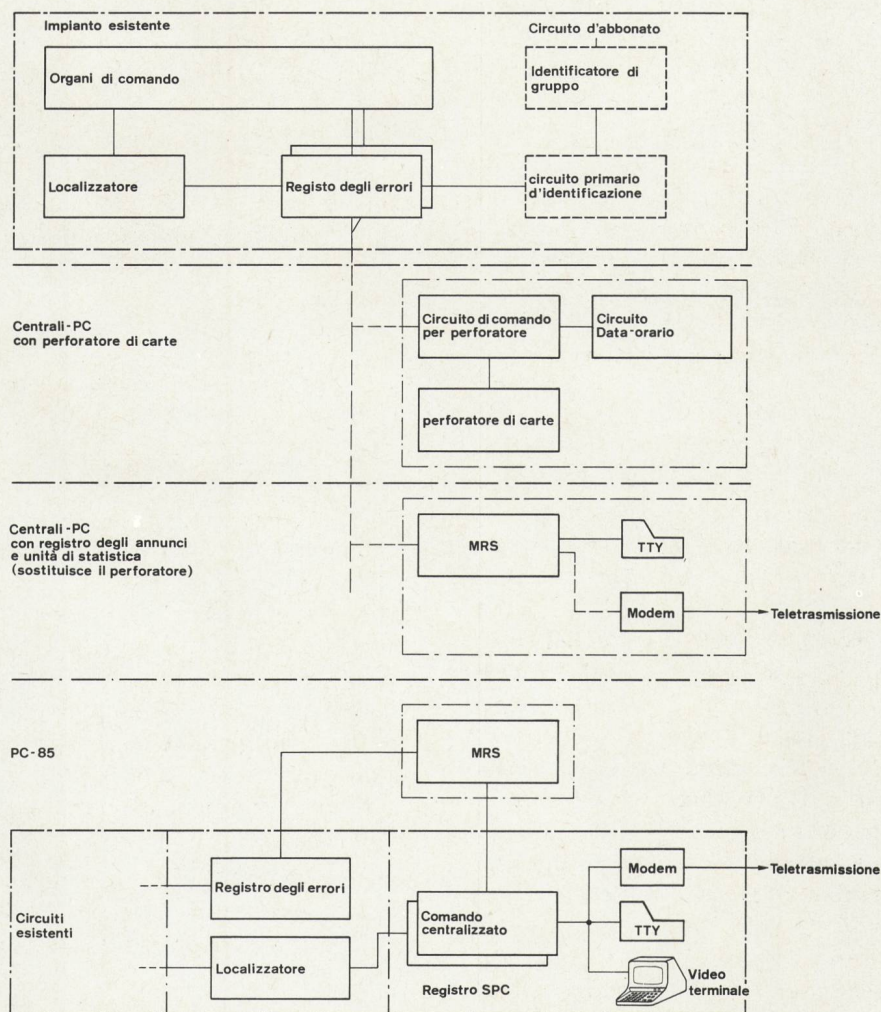 Impianto esistente
Circuito d'abbonato
Organi di comando
Identificatore di
gruppo
Localizzatore
Registo degli errori
circuito primario
d'identificazione
Centrali-PC
con perforatore di carte
Circuito di comando
per perforatore
Circuito
Data-orario
perforatore di carte
Centrali-PC
con registro degli annunci
e unità di statistica
(sostituisce il perforatore)
MRS
TTY
Modem
Teletrasmissione
PC-85
MRS
Circuiti
esistenti
Registro degli errori
Localizzatore
Comando
centralizzato
Registro SPC
Modem
Teletrasmissione
TTY
Video
terminale